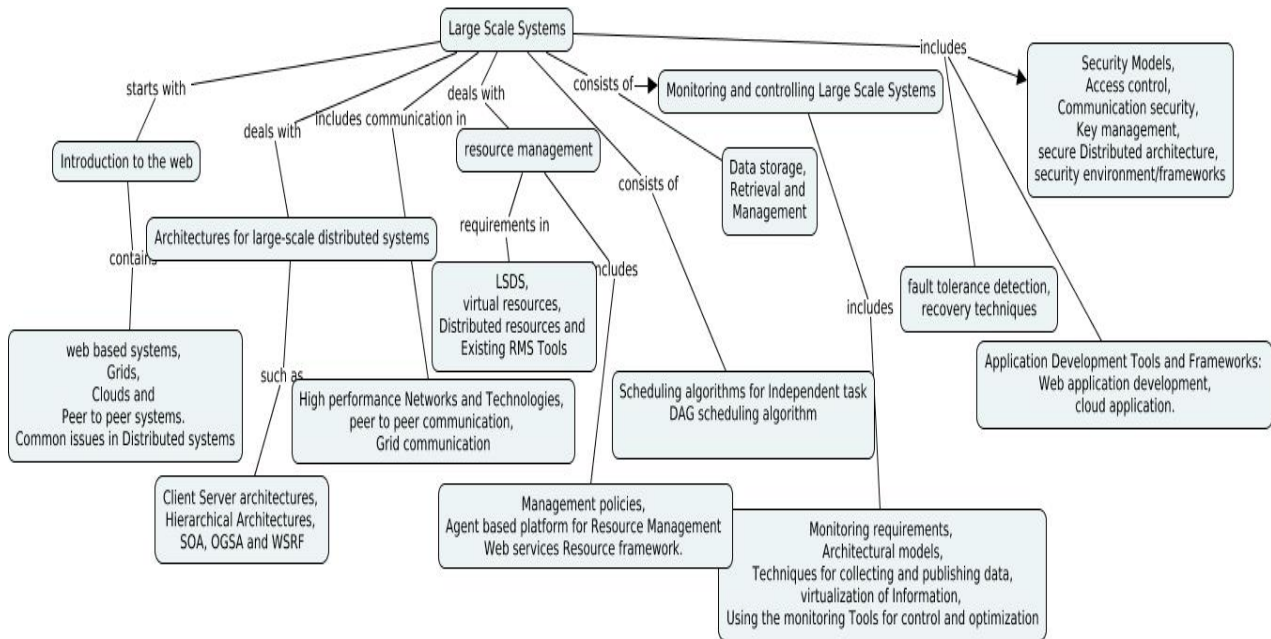 Large Scale Systems
includes
starts with
deals with
includes communication in
deals with
consists of
Monitoring and controlling Large Scale Systems
Security Models,
Access control,
Communication security,
Key management,
secure Distributed architecture,
security environment/frameworks
Introduction to the web
resource management
consists of
Data storage,
Retrieval and
Management
requirements in
Architectures for large-scale distributed systems
contains
LSDS,
virtual resources,
Distributed resources and
Existing RMS Tools
includes
includes
fault tolerance detection,
recovery techniques
web based systems,
Grids,
Clouds and
Peer to peer systems.
Common issues in Distributed systems
such as
High performance Networks and Technologies,
peer to peer communication,
Grid communication
Scheduling algorithms for Independent task
DAG scheduling algorithm
Application Development Tools and Frameworks:
Web application development,
cloud application.
Client Server architectures,
Hierarchical Architectures,
SOA, OGSA and WSRF
Management policies,
Agent based platform for Resource Management
Web services Resource framework.
Monitoring requirements,
Architectural models,
Techniques for collecting and publishing data,
virtualization of Information,
Using the monitoring Tools for control and optimization